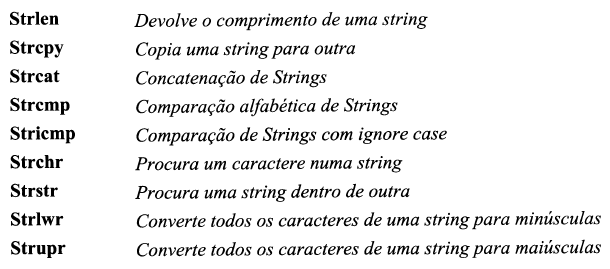 Strlen Devolve o comprimento de uma string
Strcpy Copia uma string para outra
Strcat Concatenação de Strings
Strcmp Comparação alfabética de Strings
Stricmp Comparação de Strings com ignore case
Strchr Procura um caractere numa string
Strstr Procura uma string dentro de outra
Strlwr Converte todos os caracteres de uma string para minúsculas
Strupr Converte todos os caracteres de uma string para maiúsculas